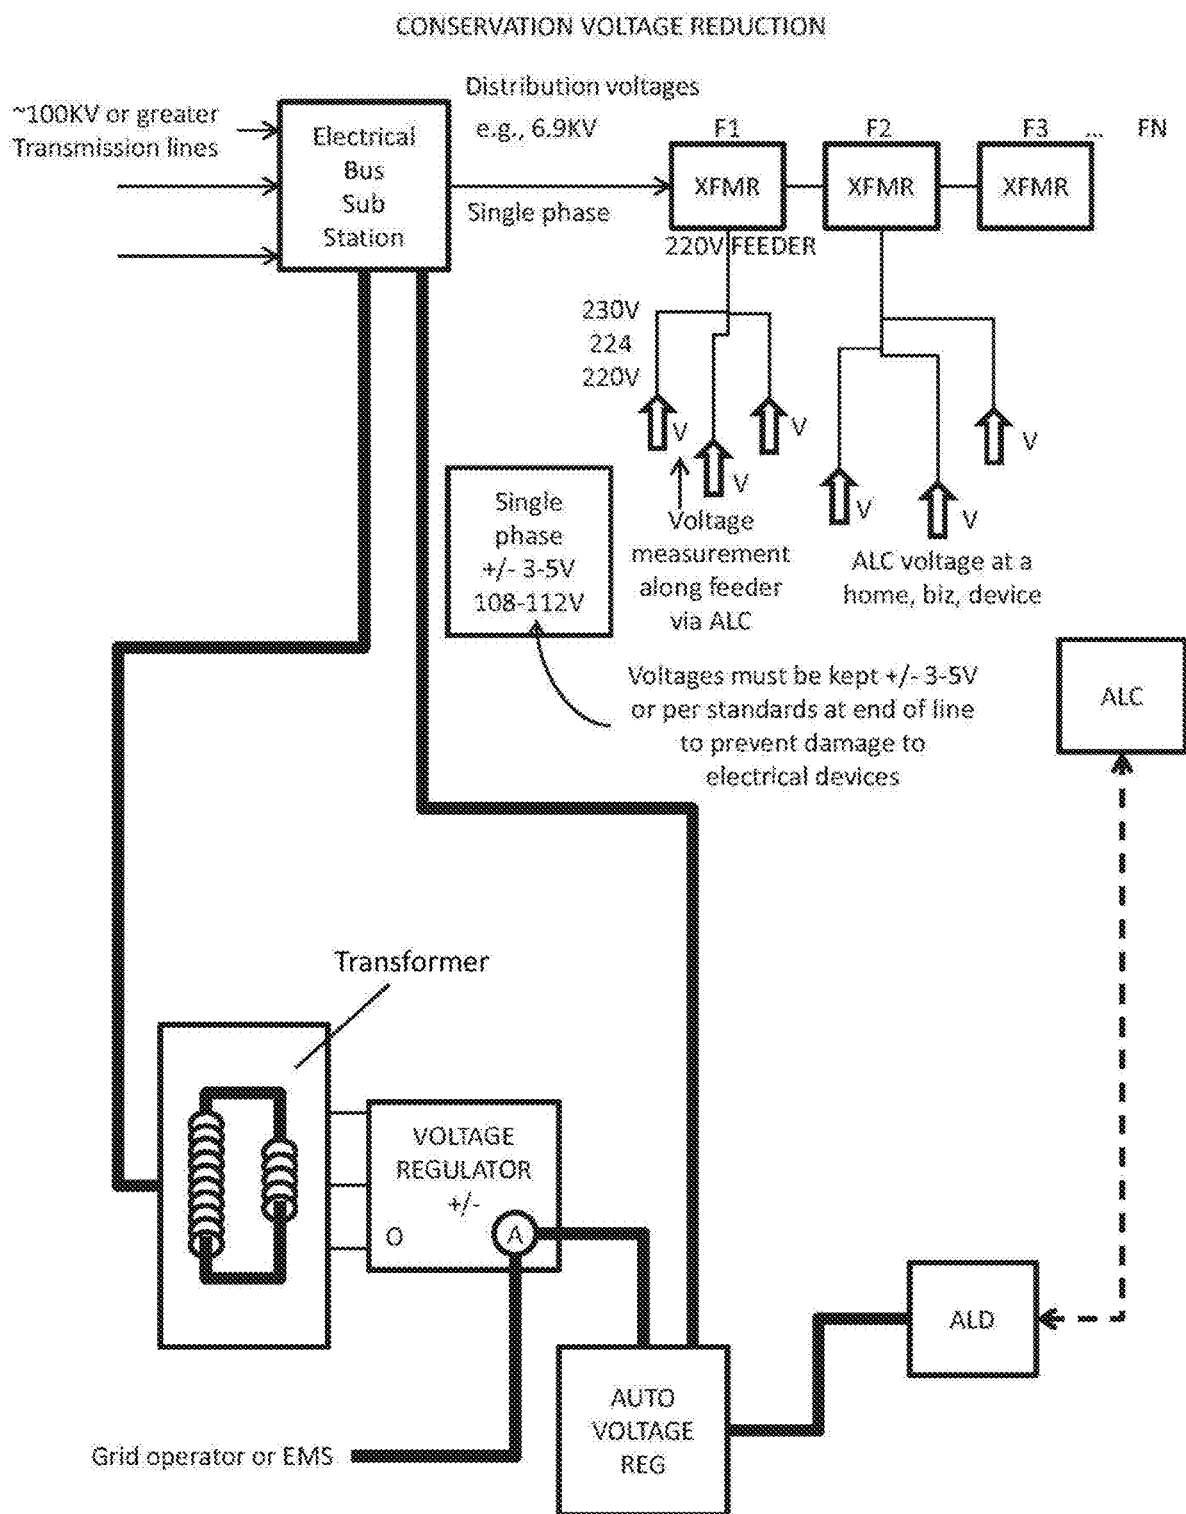 CONSERVATION VOLTAGE REDUCTION
~100KV or greater
Transmission lines
Electrical
Bus
Sub
Station
Distribution voltages
e.g., 6.9KV
Single phase
F1
F2
F3
...
FN
XFMR
XFMR
XFMR
220V FEEDER
230V
224
220V
V
V
V
V
V
V
Voltage
measurement
along feeder
via ALC
ALC voltage at a
home, biz, device
Single
phase
+/- 3-5V
108-112V
Voltages must be kept +/- 3-5V
or per standards at end of line
to prevent damage to
electrical devices
ALC
Transformer
VOLTAGE
REGULATOR
+/-
O
A
ALD
AUTO
VOLTAGE
REG
Grid operator or EMS